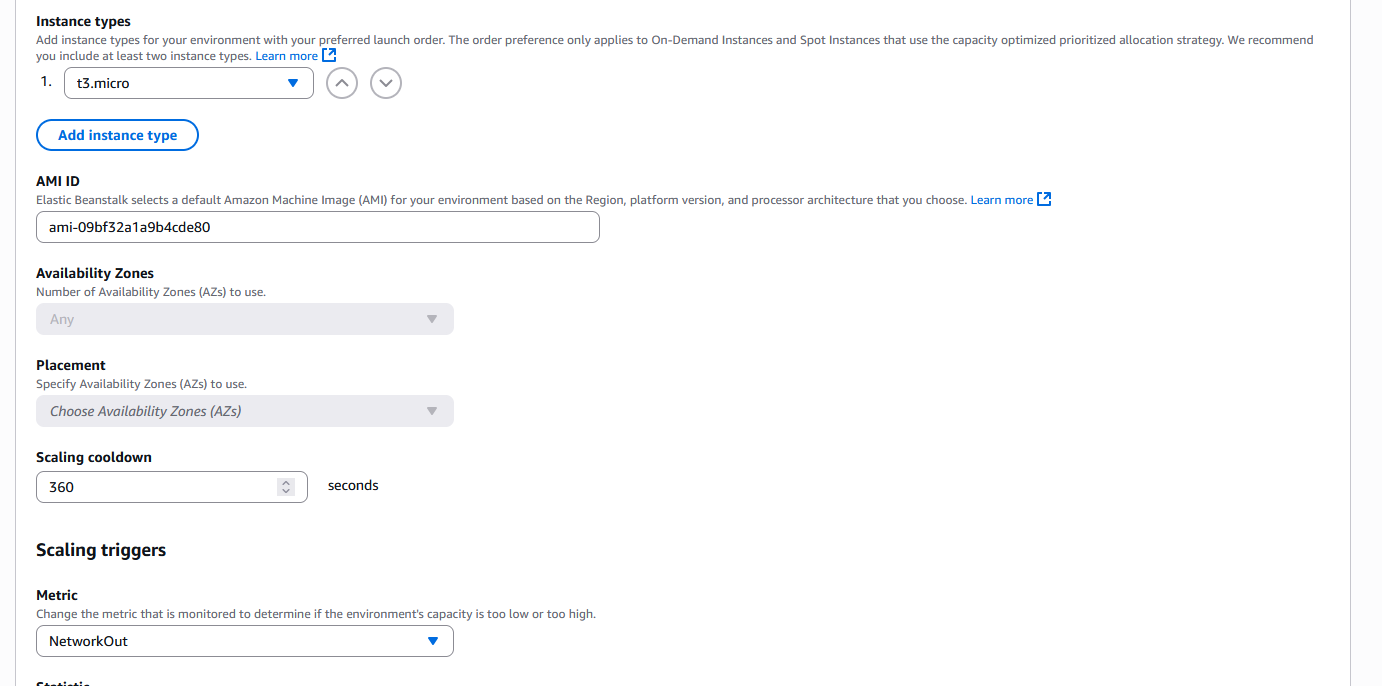 Instance types
Add instance types for your environment with your preferred launch order. The order preference only applies to On-Demand Instances and Spot Instances that use the capacity optimized prioritized allocation strategy. We recommend
you include at least two instance types. Learn more
1. t3.micro
Add instance type
AMI ID
Elastic Beanstalk selects a default Amazon Machine Image (AMI) for your environment based on the Region, platform version, and processor architecture that you choose. Learn more
ami-09bf32a1a9b4cde80
Availability Zones
Number of Availability Zones (AZs) to use.
Any
Placement
Specify Availability Zones (AZs) to use.
Choose Availability Zones (AZs)
Scaling cooldown
360 seconds
Scaling triggers
Metric
Change the metric that is monitored to determine if the environment's capacity is too low or too high.
NetworkOut
Statistic